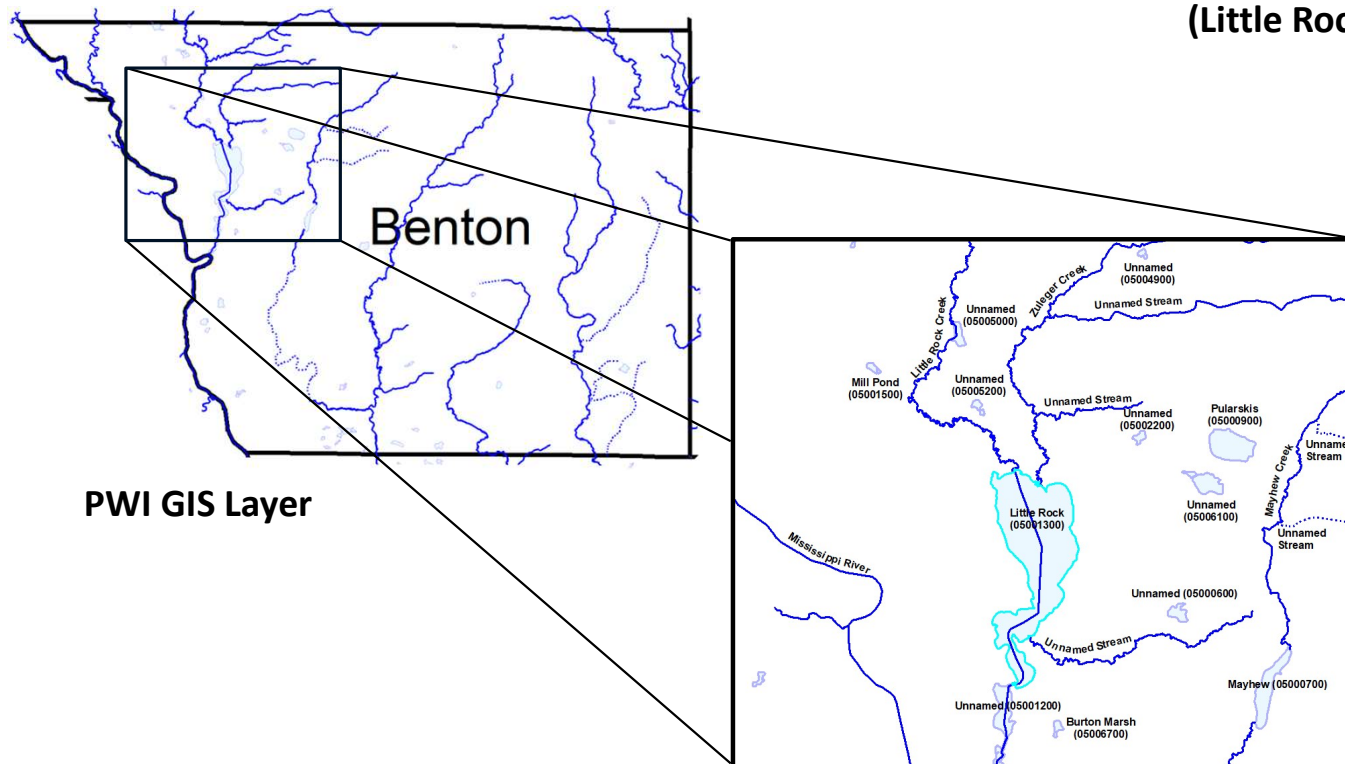 (Little Roc
Benton
PWI GIS Layer
Unnamed
(05004900)
Zuleger Creek
Unnamed Stream
Unnamed
(05005000)
Little Rock Creek
Mill Pond
(05001500)
Unnamed
(05005200)
Unnamed Stream
Unnamed
(05002200)
Pularskis
(05000900)
Unname
Stream
Mayhew Creek
Unnamed
(05006100)
Little Rock
(05001300)
Unnamed
Stream
Mississippi River
Unnamed (05000600)
Unnamed Stream
Mayhew (05000700)
Unnamed (05001200)
Burton Marsh
(05006700)